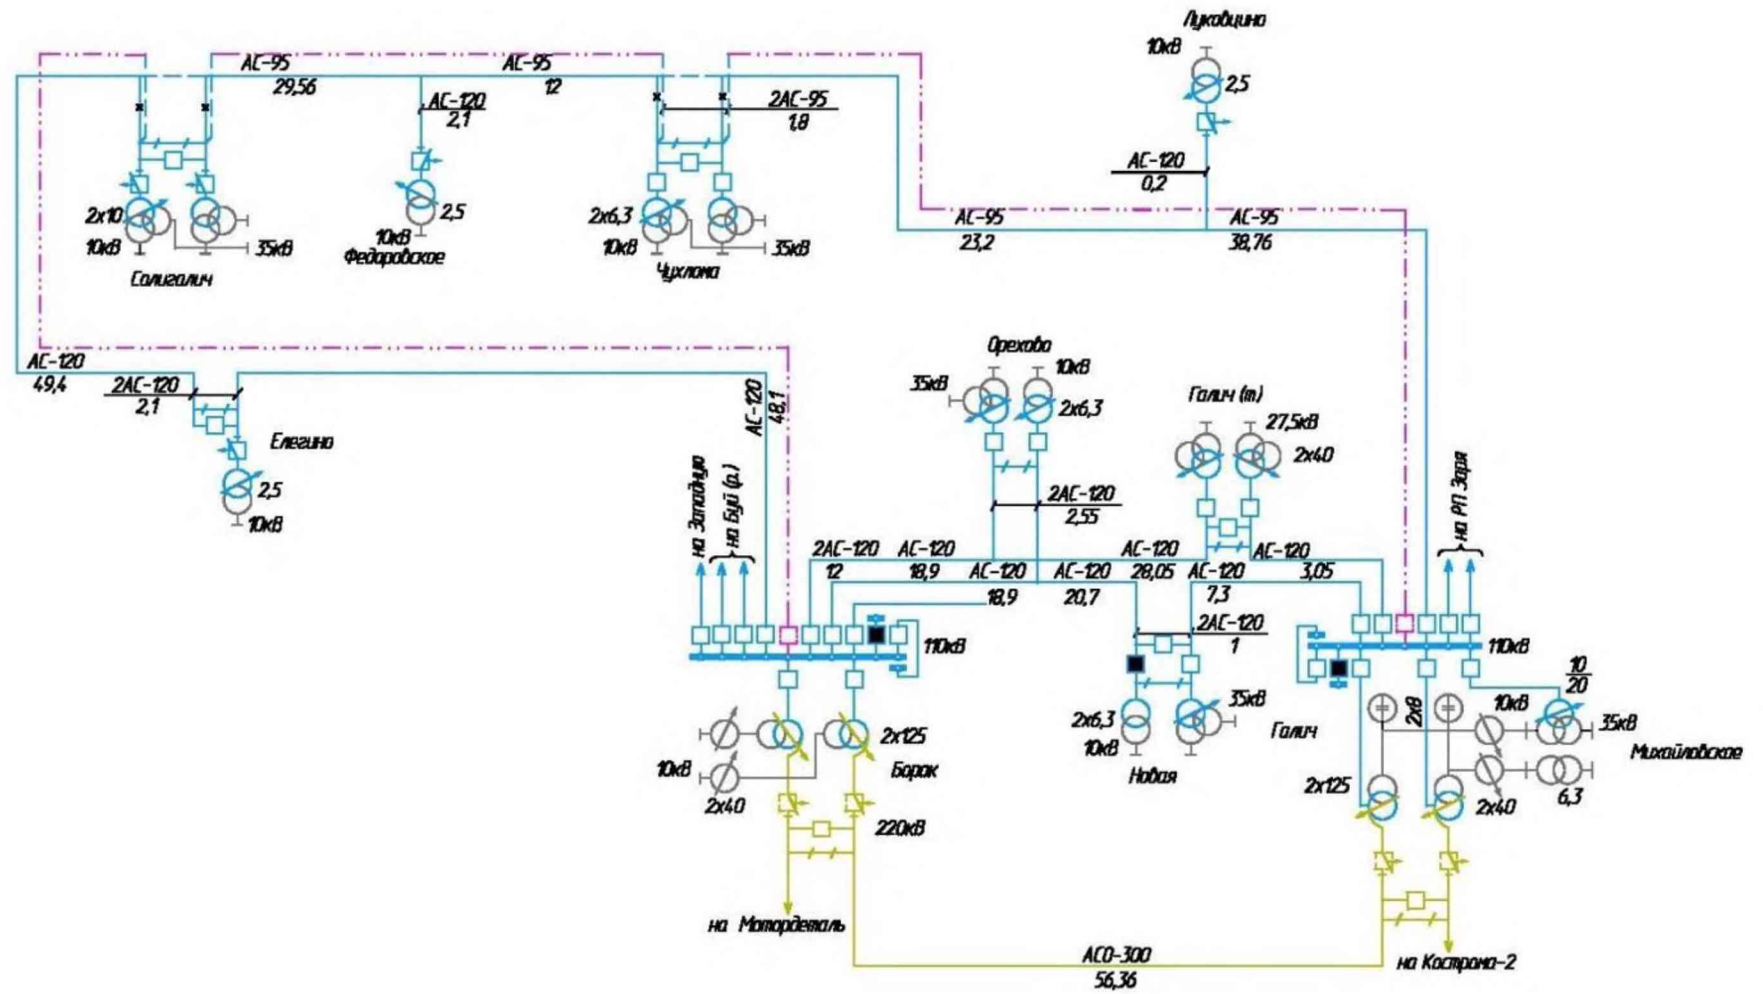 Луковцино
10кВ
2,5
АС-120
0,2
АС-95
29,56
АС-95
12
АС-120
2,1
2АС-95
1,8
2х10
10кВ
35кВ
Солигалич
2,5
10кВ
Федоровское
2х6,3
10кВ
35кВ
Чухлома
АС-95
23,2
АС-95
38,76
АС-120
49,4
2АС-120
2,1
Елегино
2,5
10кВ
АС-120
48,1
Орехово
35кВ
10кВ
2х6,3
2АС-120
2,55
Галич (т)
27,5кВ
2х40
на Западную
на Буй (р.)
на РП Заря
2АС-120
12
АС-120
18,9
АС-120
18,9
АС-120
20,7
АС-120
28,05
АС-120
7,3
АС-120
3,05
110кВ
2АС-120
1
110кВ
2х6,3
10кВ
35кВ
Новая
Галич
10
20
10кВ
2х8
35кВ
Михайловское
2х125
2х40
6,3
10кВ
2х40
2х125
Борок
220кВ
на Мотордеталь
АСО-300
56,36
на Кострома-2